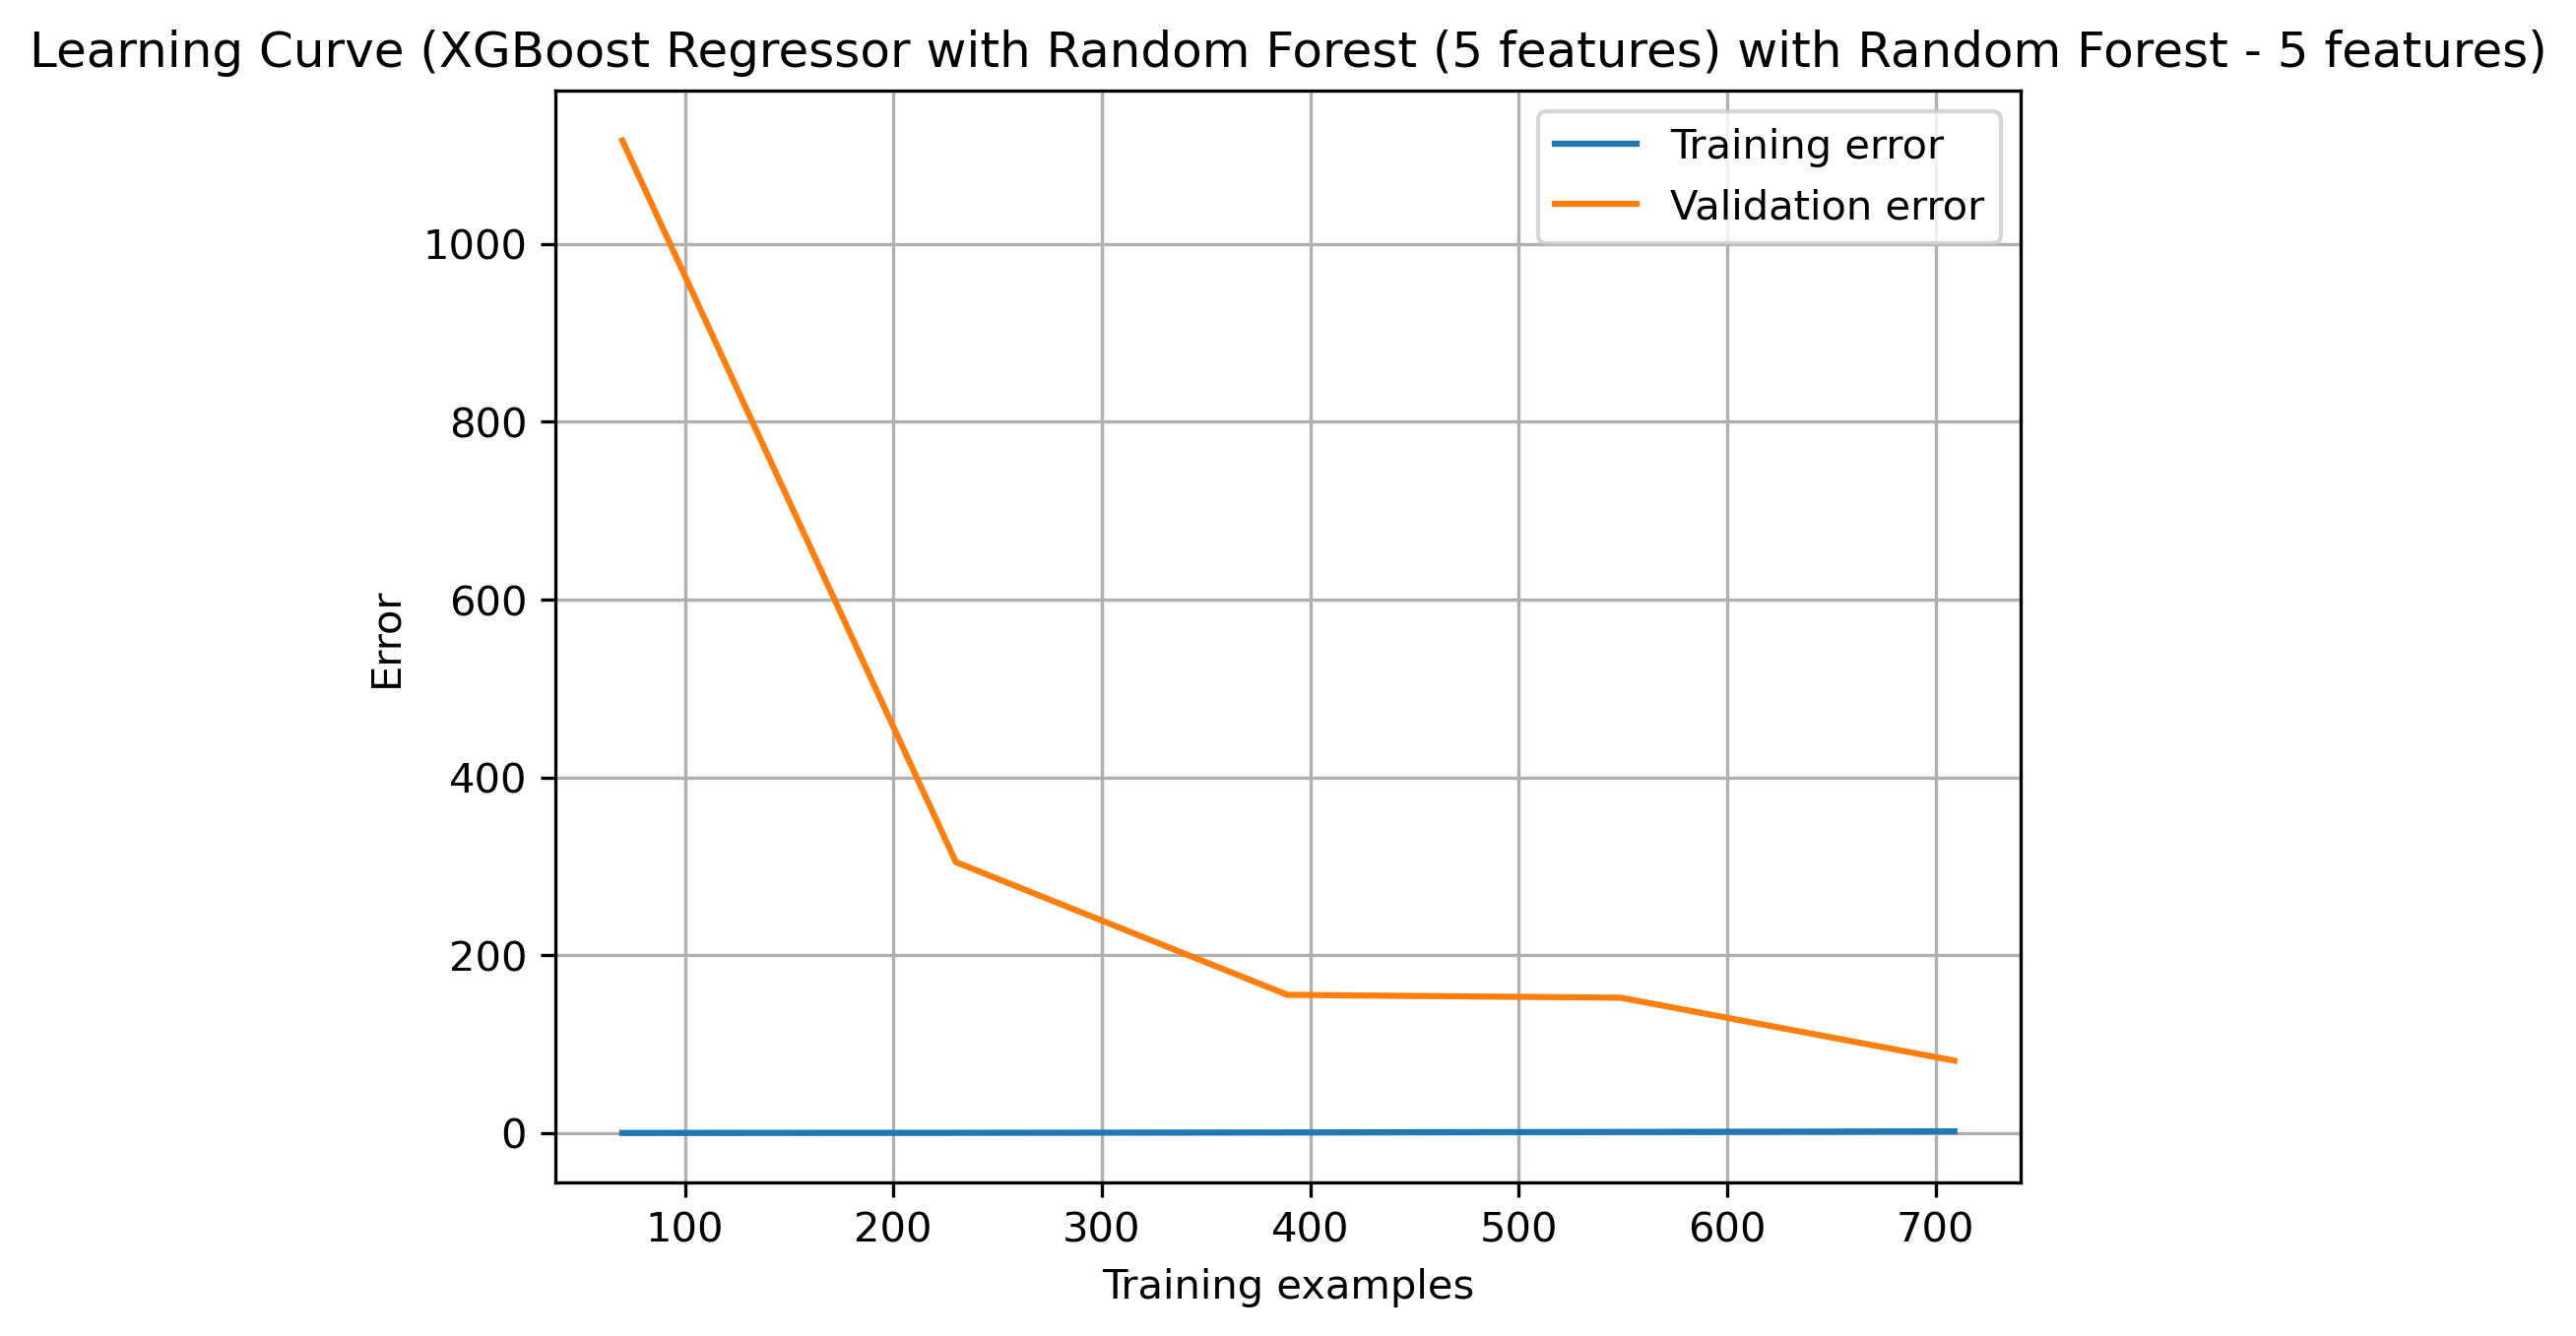 Learning Curve (XGBoost Regressor with Random Forest (5 features) with Random Forest - 5 features)
Training error
Validation error
1000
800
600
400
200
0
Error
100 200 300 400 500 600 700
Training examples